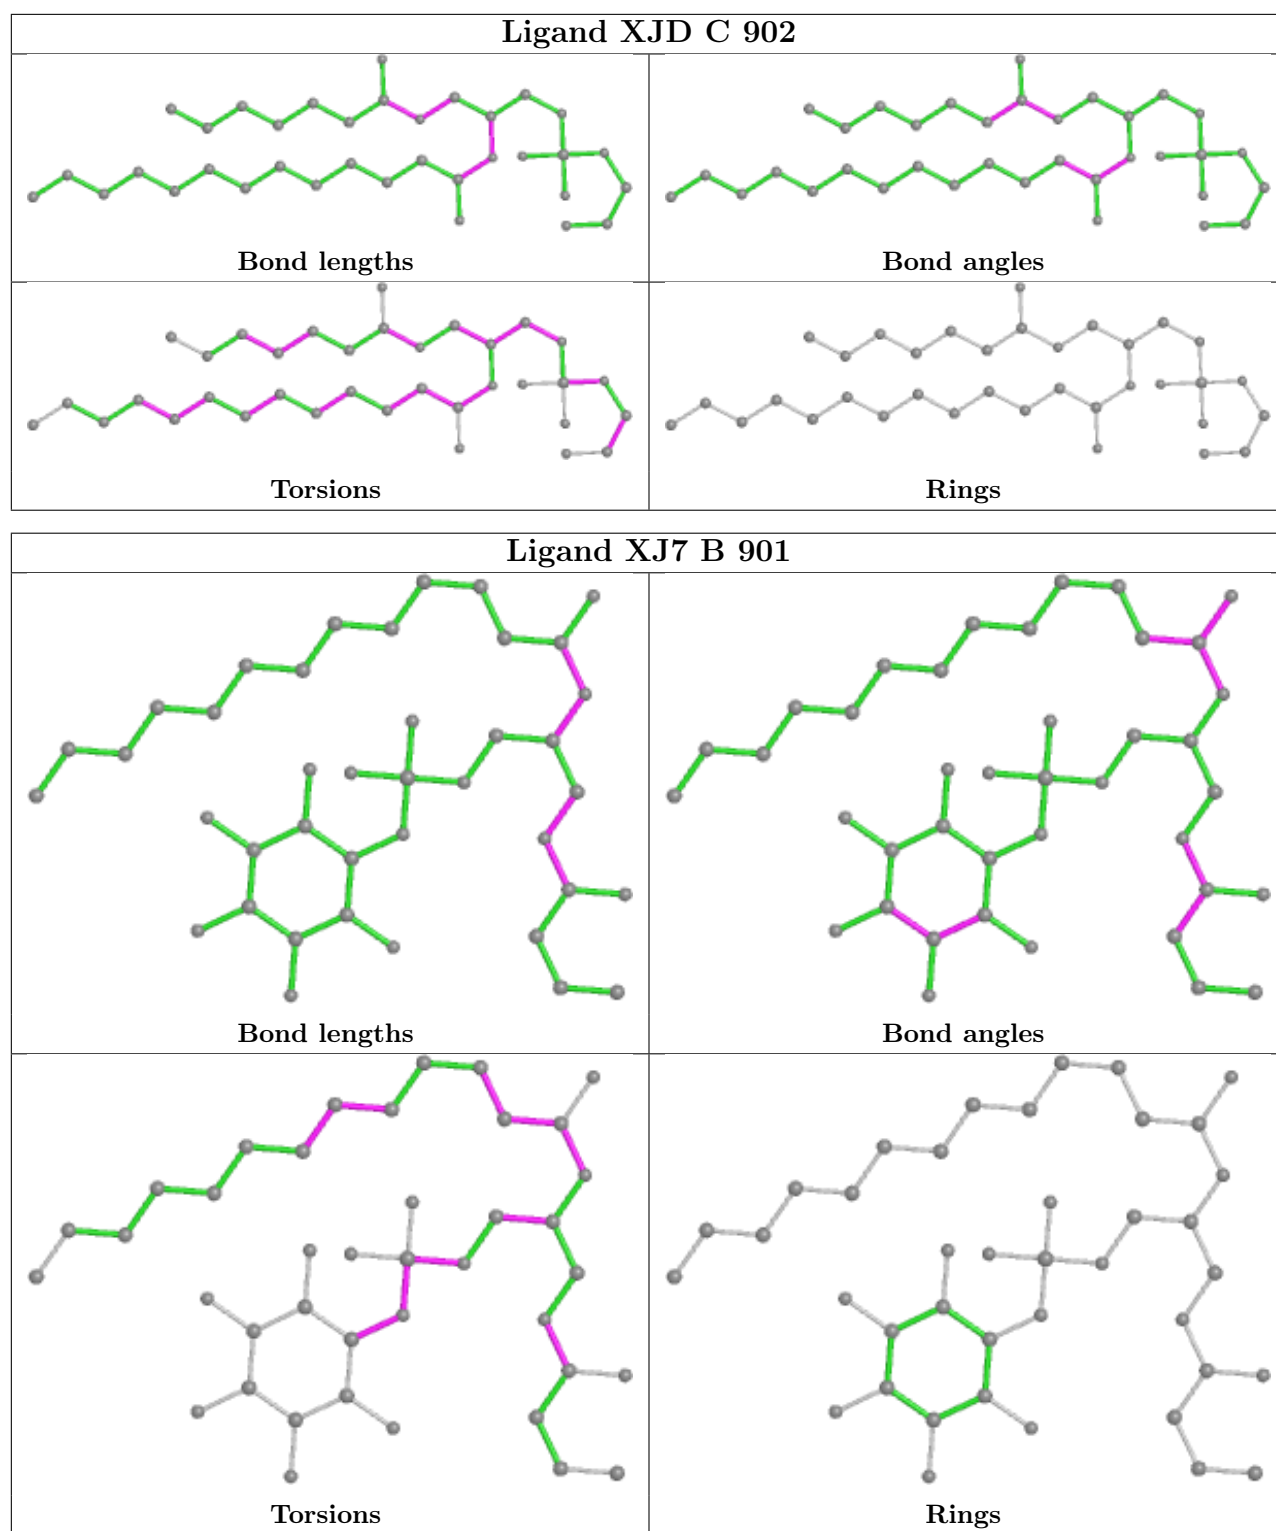 Ligand XJD C 902
Bond lengths
Bond angles
Torsions
Rings
Ligand XJ7 B 901
Bond lengths
Bond angles
Torsions
Rings